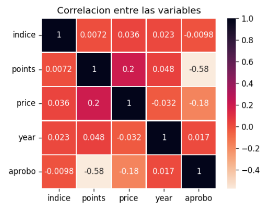 Correlacion entre las variables
indice 1 0.0072 0.036 0.023 -0.0098
points 0.0072 1 0.2 0.048 -0.58
price 0.036 0.2 1 -0.032 -0.18
year 0.023 0.048 -0.032 1 0.017
aprobo -0.0098 -0.58 -0.18 0.017 1
indice points price year aprobo
1.0
0.8
0.6
0.4
0.2
0.0
-0.2
-0.4